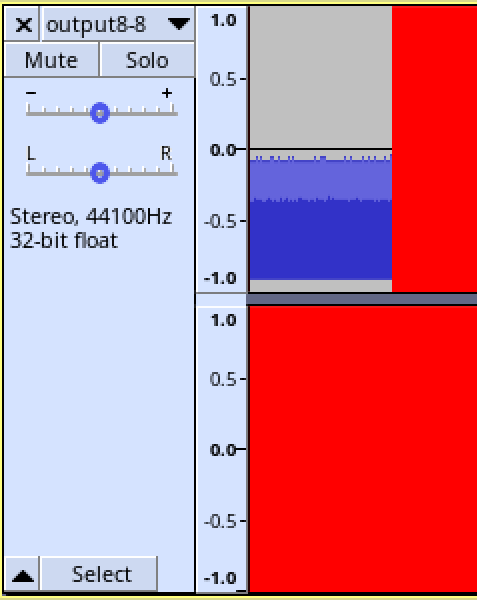 output8-8
Mute Solo
- +
L R
Stereo, 44100Hz
32-bit float
Select
1.0
0.5-
0.0
-0.5-
-1.0
1.0
0.5-
0.0
-0.5-
-1.0